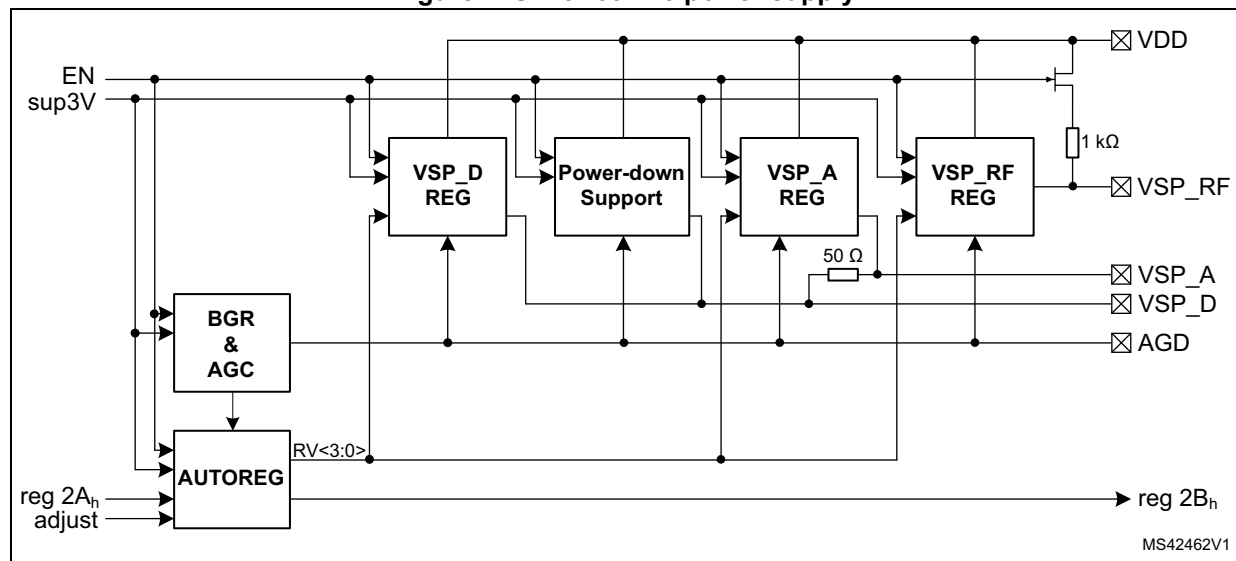 VDD
EN
sup3V
1 kΩ
VSP_D
REG
Power-down
Support
VSP_A
REG
VSP_RF
REG
VSP_RF
50 Ω
VSP_A
VSP_D
BGR
&
AGC
AGD
RV<3:0>
AUTOREG
reg 2Ah
adjust
reg 2Bh
MS42462V1